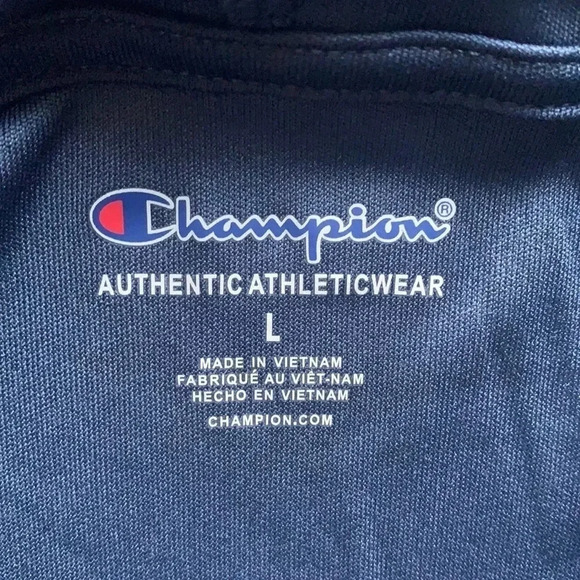 Champion®
AUTHENTIC ATHLETICWEAR
L
MADE IN VIETNAM
FABRIQUÉ AU VIÊT-NAM
HECHO EN VIETNAM
CHAMPION.COM